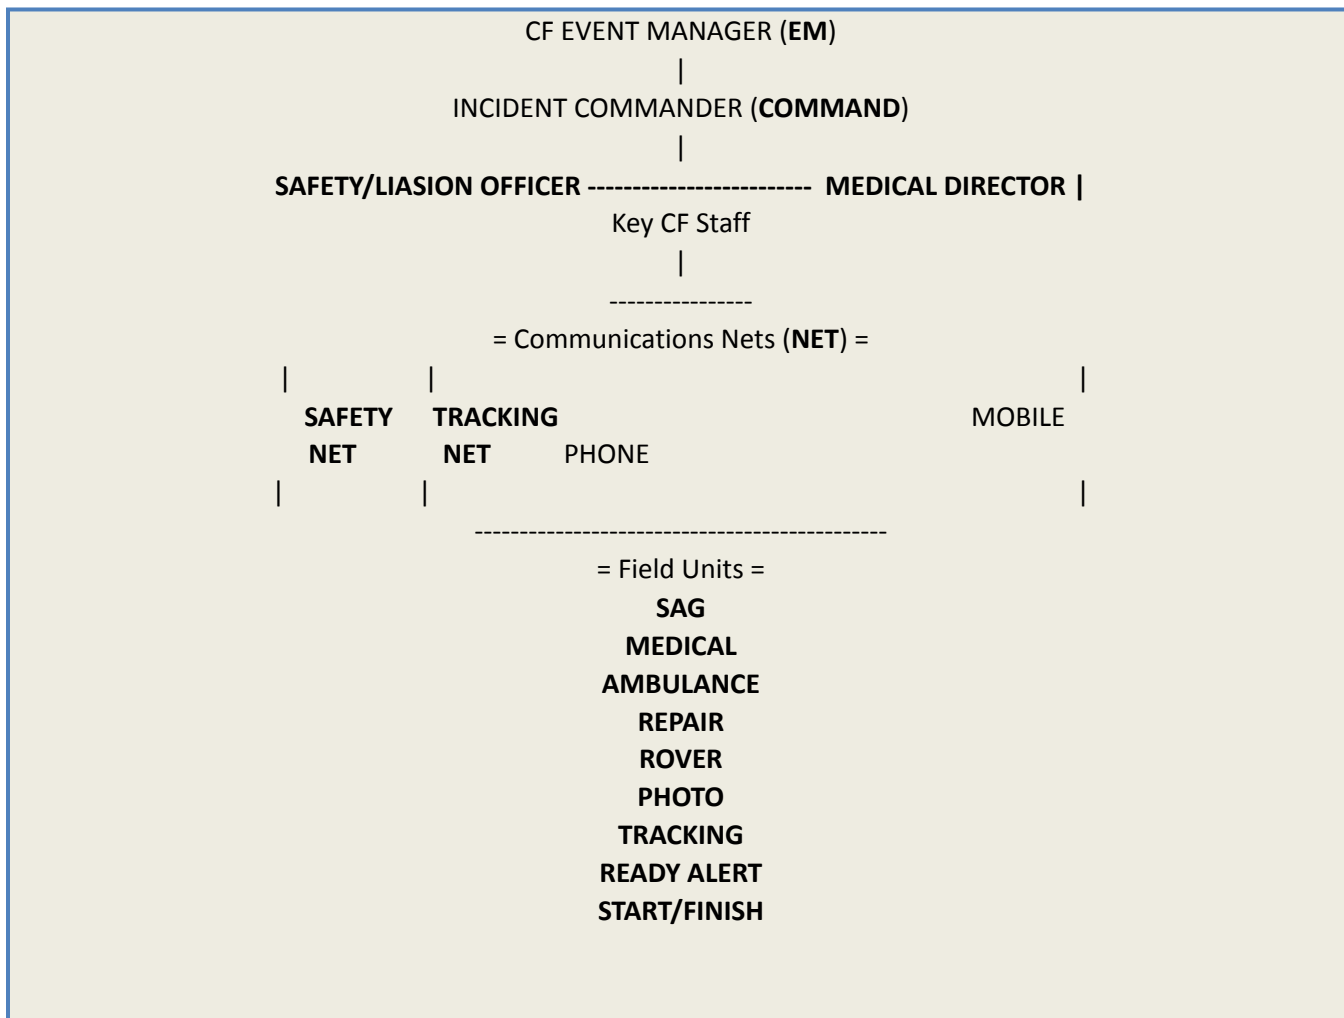 CF EVENT MANAGER (EM)
|
INCIDENT COMMANDER (COMMAND)
|
SAFETY/LIASION OFFICER ------------------------- MEDICAL DIRECTOR |
Key CF Staff
|
----------------
= Communications Nets (NET) =
| | |
SAFETY TRACKING MOBILE
NET NET PHONE
| | |
----------------------------------------------
= Field Units =
SAG
MEDICAL
AMBULANCE
REPAIR
ROVER
PHOTO
TRACKING
READY ALERT
START/FINISH